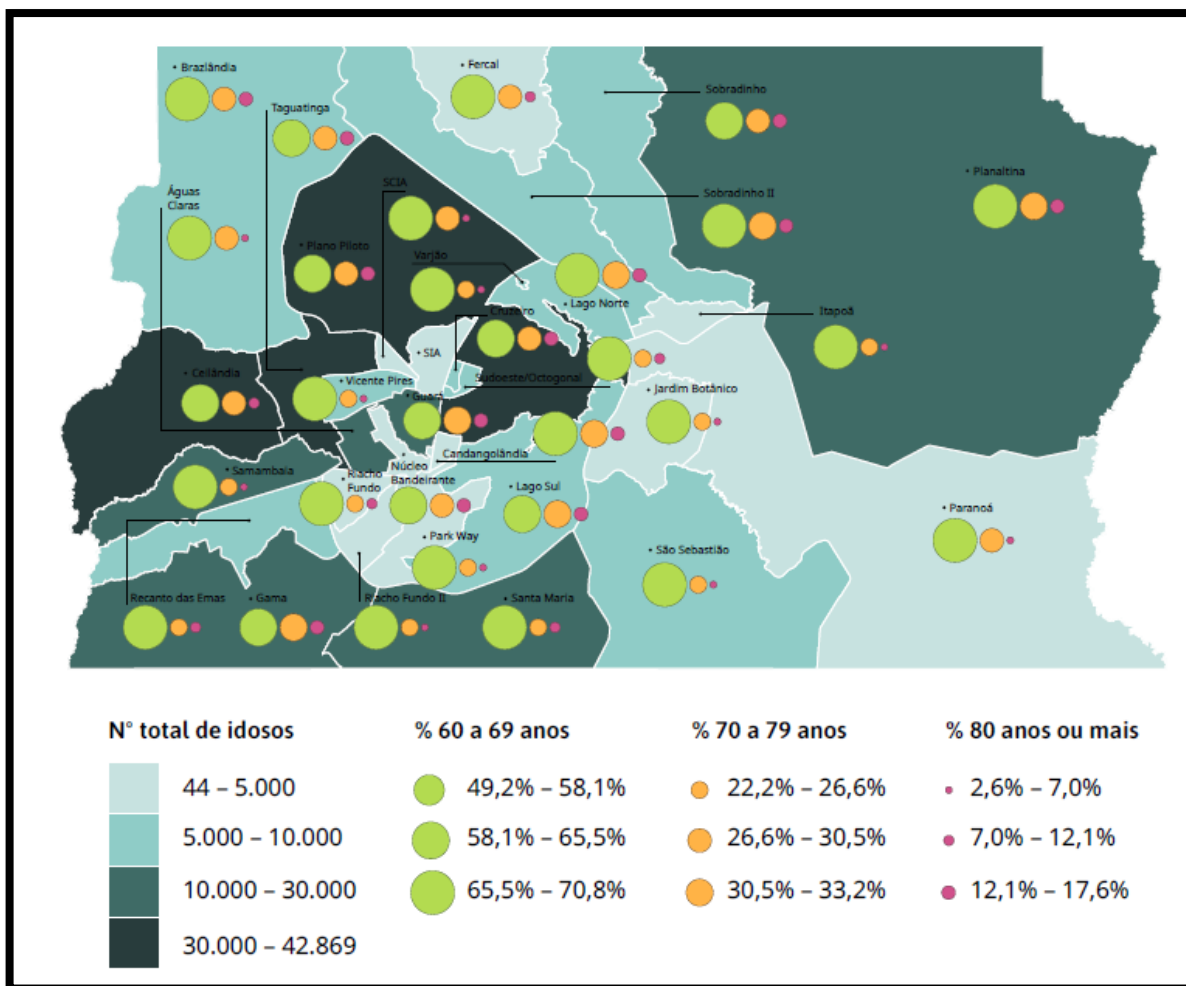 • Brazlândia
• Fercal
Sobradinho
Taguatinga
• Planaltina
SCIA
Águas
Claras
Sobradinho II
• Plano Piloto
Varjão
• Lago Norte
Itapoã
Cruzeiro
• SIA
• Ceilândia
• Vicente Pires
Sudoeste/Octogonal
• Jardim Botânico
• Guará
Candangolândia
• Samambaia
• Riacho
Fundo
• Núcleo
Bandeirante
• Lago Sul
• Paranoá
• Park Way
• São Sebastião
Recanto das Emas
• Gama
Riacho Fundo II
• Santa Maria
N° total de idosos
44 – 5.000
5.000 – 10.000
10.000 – 30.000
30.000 – 42.869
% 60 a 69 anos
49,2% – 58,1%
58,1% – 65,5%
65,5% – 70,8%
% 70 a 79 anos
22,2% – 26,6%
26,6% – 30,5%
30,5% – 33,2%
% 80 anos ou mais
2,6% – 7,0%
7,0% – 12,1%
12,1% – 17,6%